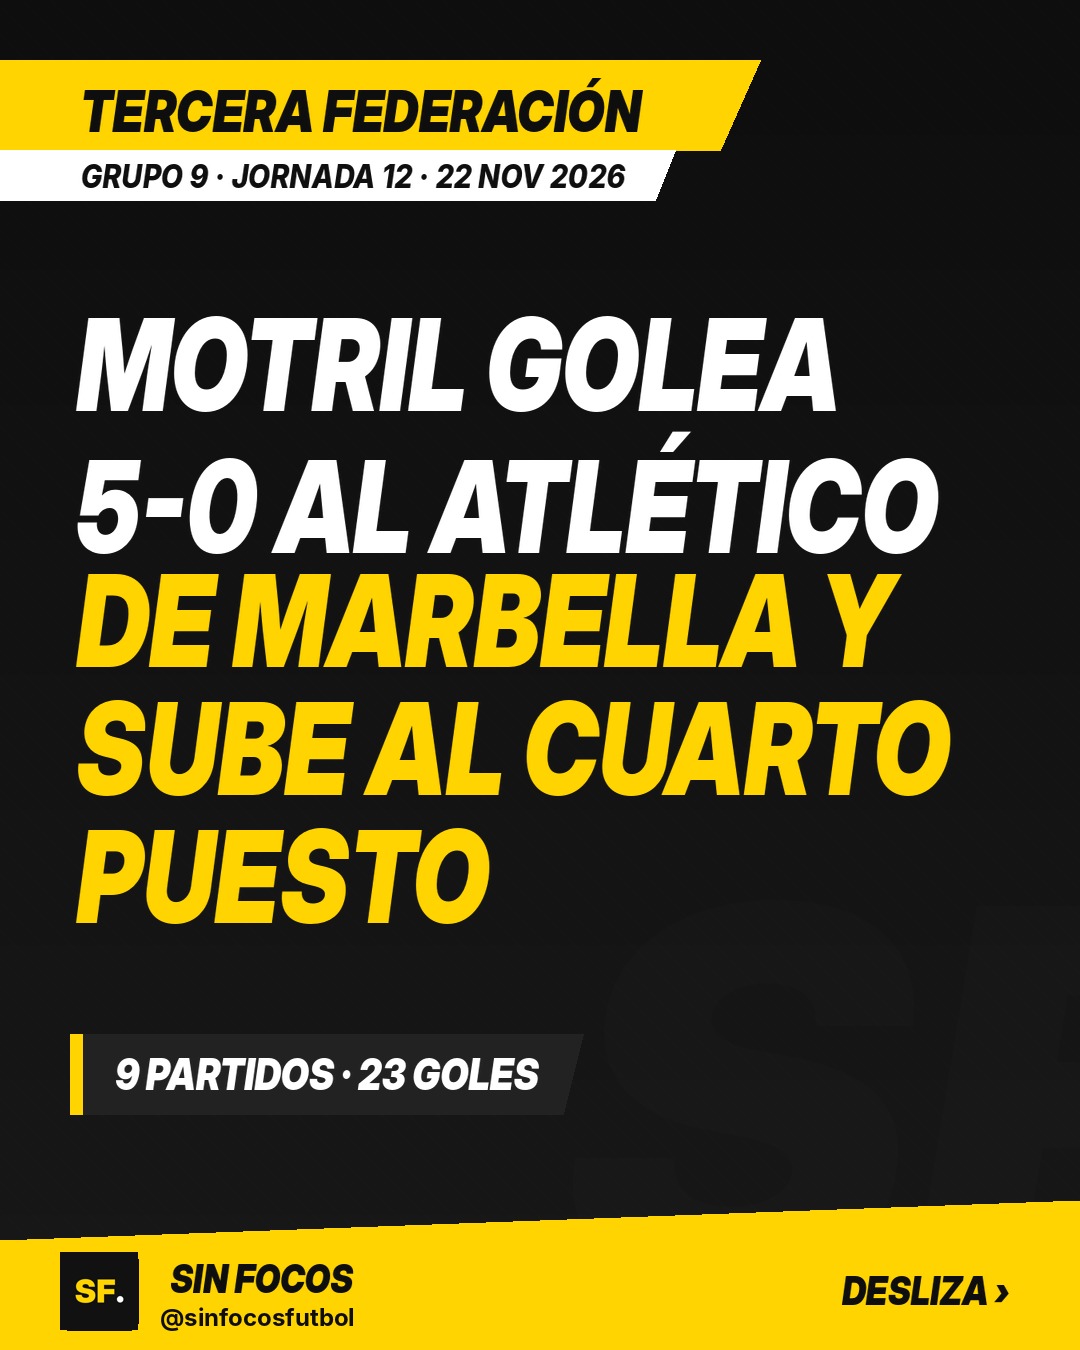 TERCERA FEDERACIÓN
GRUPO 9 · JORNADA 12 · 22 NOV 2026
MOTRIL GOLEA
5-0 AL ATLÉTICO
DE MARBELLA Y
SUBE AL CUARTO
PUESTO
9 PARTIDOS · 23 GOLES
SF
SF.
SIN FOCOS
@sinfocosfutbol
DESLIZA ›